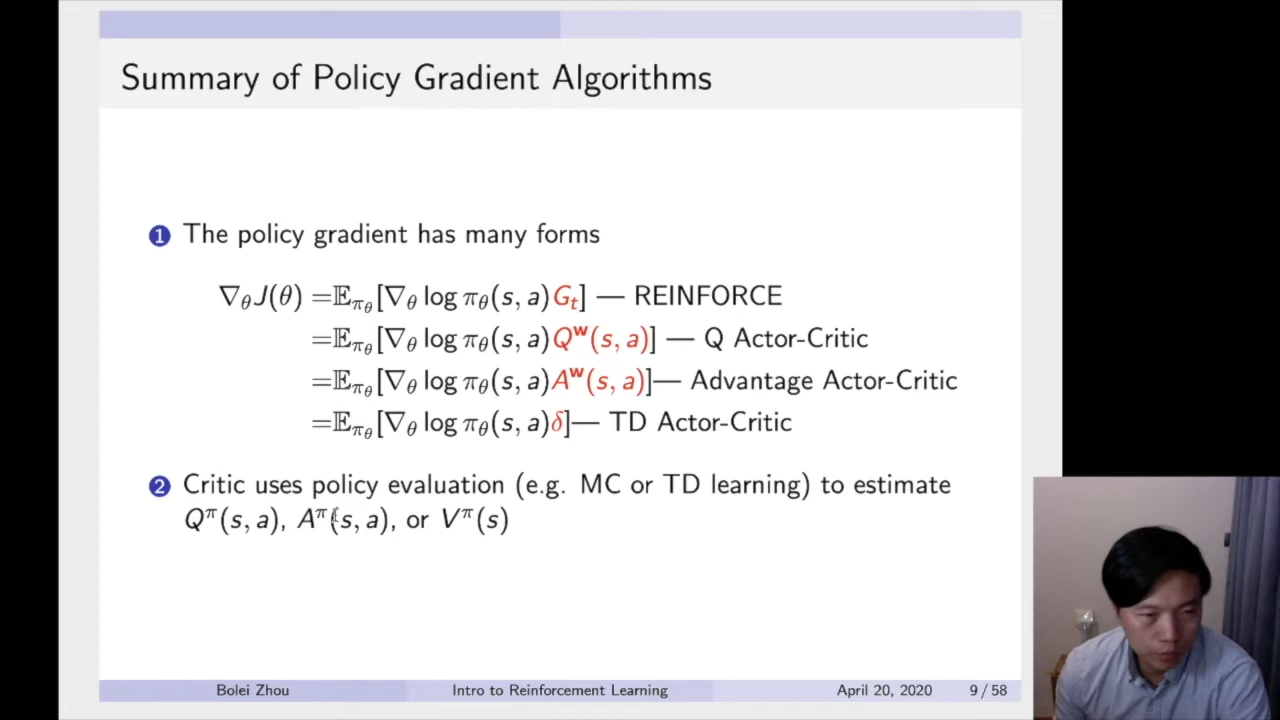 Summary of Policy Gradient Algorithms
1 The policy gradient has many forms
∇θJ(θ) =𝔼πθ[∇θ log πθ(s, a)Gt] — REINFORCE
=𝔼πθ[∇θ log πθ(s, a)Qʷ(s, a)] — Q Actor-Critic
=𝔼πθ[∇θ log πθ(s, a)Aʷ(s, a)]— Advantage Actor-Critic
=𝔼πθ[∇θ log πθ(s, a)δ]— TD Actor-Critic
2 Critic uses policy evaluation (e.g. MC or TD learning) to estimate
Qπ(s, a), Aπ(s, a), or Vπ(s)
Bolei Zhou Intro to Reinforcement Learning April 20, 2020 9 / 58